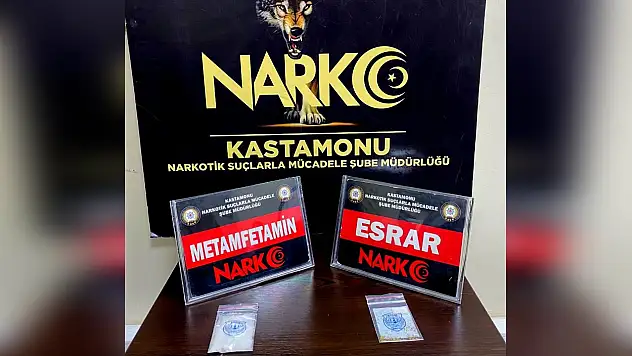 NARKO
KASTAMONU
NARKOTİK SUÇLARLA MÜCADELE ŞUBE MÜDÜRLÜĞÜ
KASTAMONU
NARKOTİK SUÇLARLA MÜCADELE
ŞUBE MÜDÜRLÜĞÜ
METAMFETAMİN
NARKO
KASTAMONU
NARKOTİK SUÇLARLA MÜCADELE
ŞUBE MÜDÜRLÜĞÜ
ESRAR
NARKO